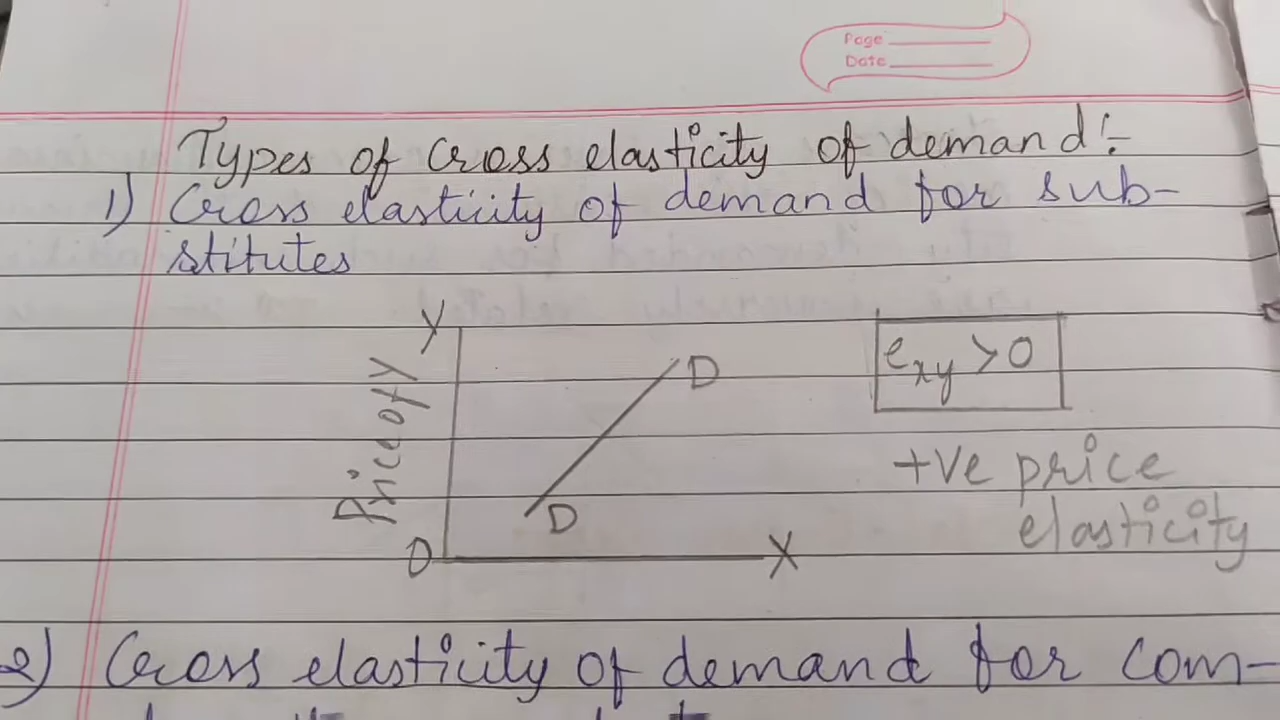 Page
Date
Types of cross elasticity of demand:-
1) Cross elasticity of demand for sub-
stitutes
Y
Price of y
D
D
O
X
exy > 0
+ve price
elasticity
2) Cross elasticity of demand for com-